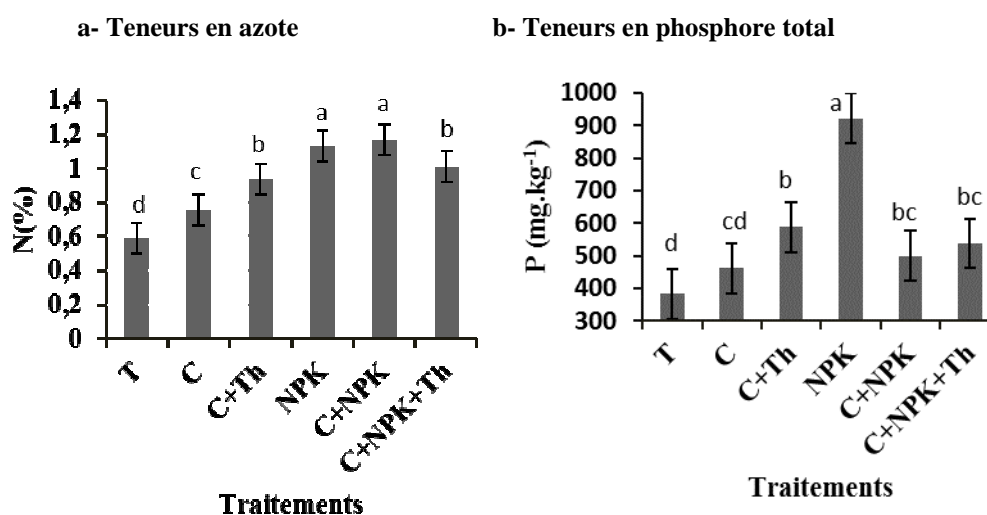 a- Teneurs en azote
b- Teneurs en phosphore total
N(%)
1,4
1,2
1
0,8
0,6
0,4
0,2
0
d
c
b
a
a
b
T
C
C+Th
NPK
C+NPK
C+NPK+Th
Traitements
P (mg.kg-1)
1000
900
800
700
600
500
400
300
d
cd
b
a
bc
bc
T
C
C+Th
NPK
C+NPK
C+NPK+Th
Traitements